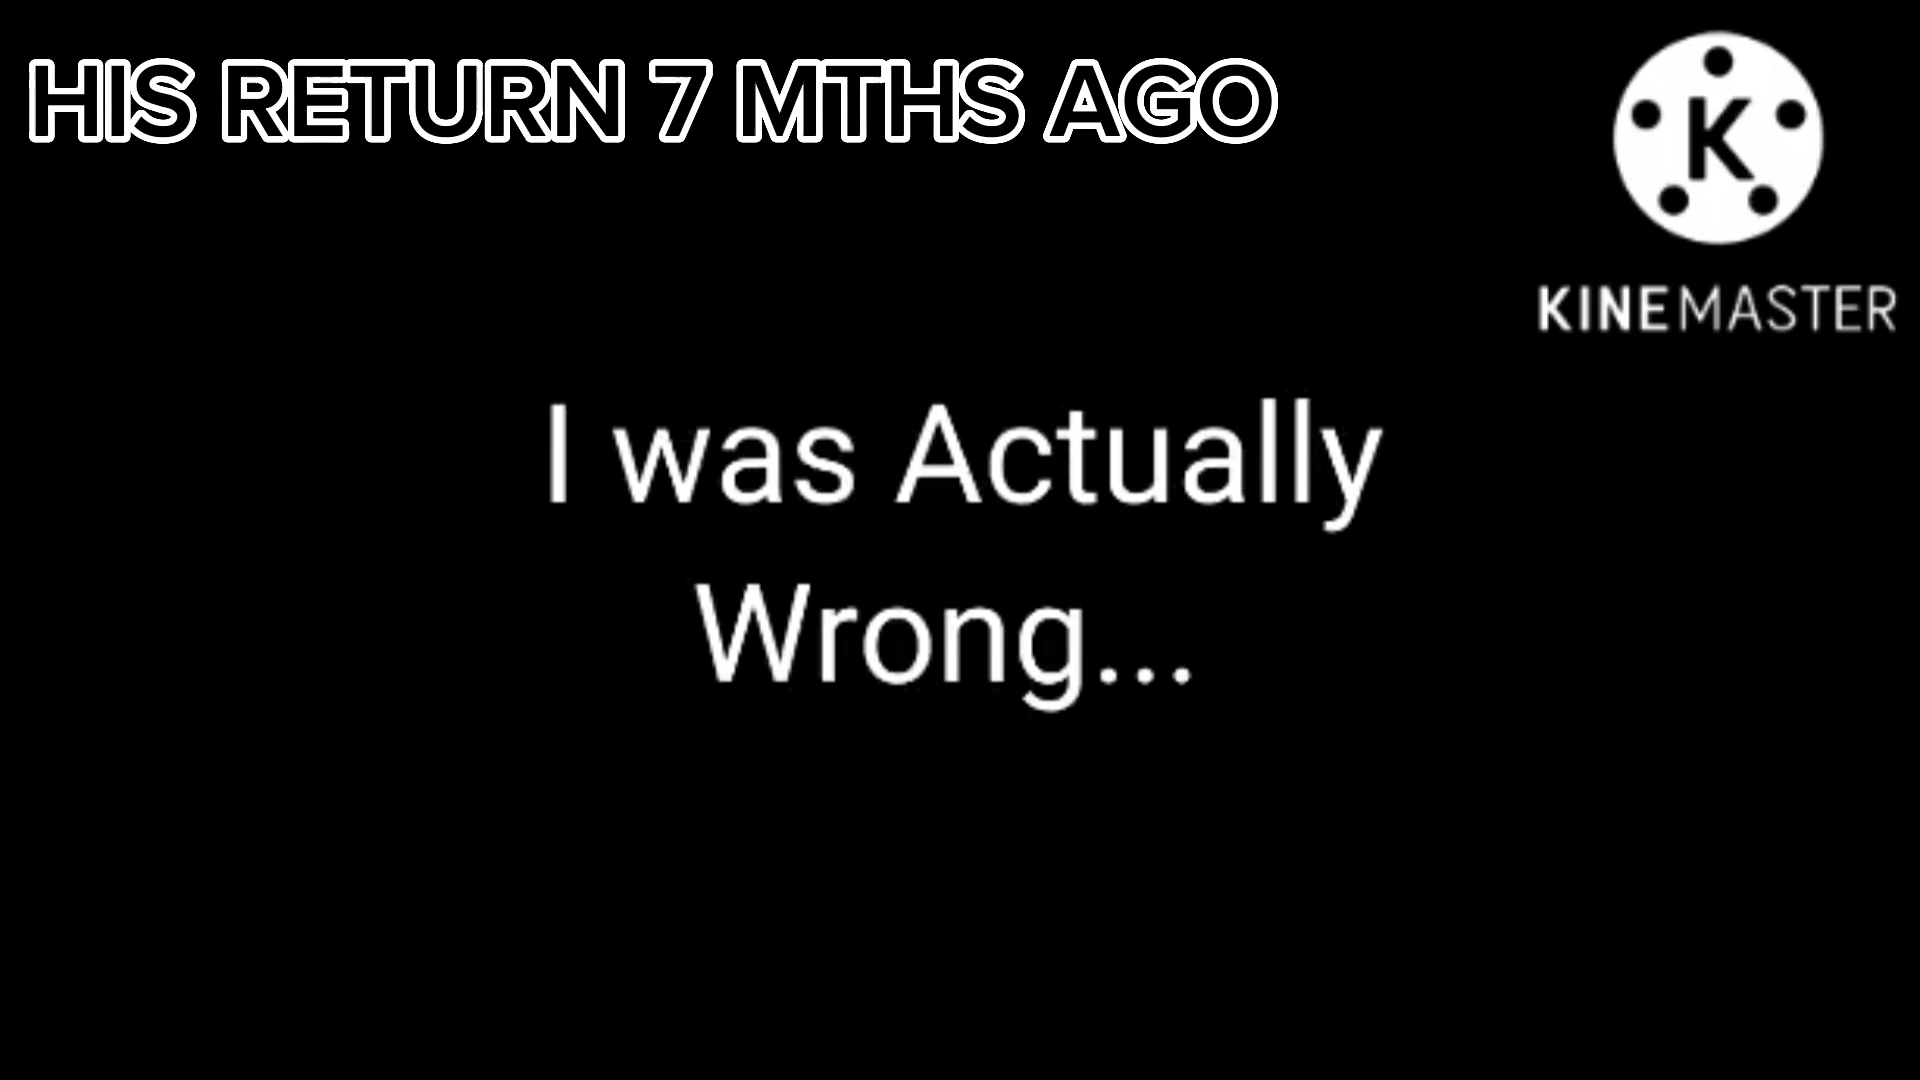 HIS RETURN 7 MTHS AGO
K
KINEMASTER
I was Actually
Wrong...